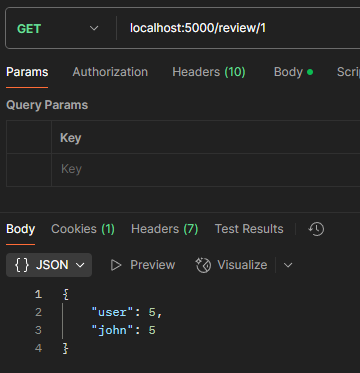 GET localhost:5000/review/1
Params Authorization Headers (10) Body Scri
Query Params
Key
Key
Body Cookies (1) Headers (7) Test Results
{} JSON Preview Visualize
1 {
2 "user": 5,
3 "john": 5
4 }